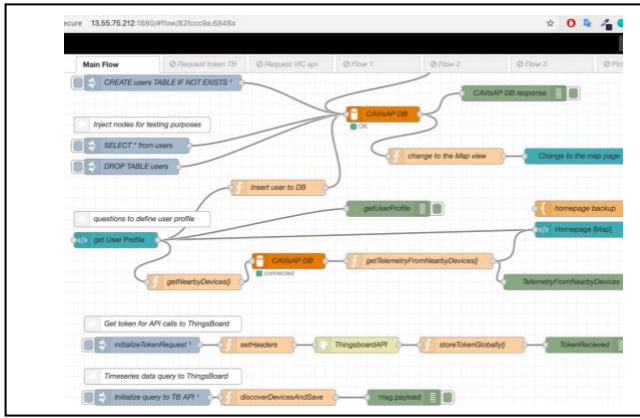 ecure 13.55.75.212:1880/#flow/82fccc9a.6848a
Main Flow Request token TB Request VIC api Flow 1 Flow 2 Flow 3
CREATE users TABLE IF NOT EXISTS ¹
CAVisAP DB response
CAVisAP DB
OK
Inject nodes for testing purposes
SELECT * from users
change to the Map view
Change to the map page
DROP TABLE users
Insert user to DB
getUserProfile
homepage backup
questions to define user profile
Homepage [Map]
get User Profile
CAVisAP DB
getTelemetryFromNearbyDevices()
connected
getNearbyDevices()
TelemetryFromNearbyDevices
Get token for API calls to ThingsBoard
initializeTokenRequest ¹
setHeaders
ThingsboardAPI
storeTokenGlobally()
TokenRecieved
Timeseries data query to ThingsBoard
Initialize query to TB API ¹
discoverDevicesAndSave
msg.payload